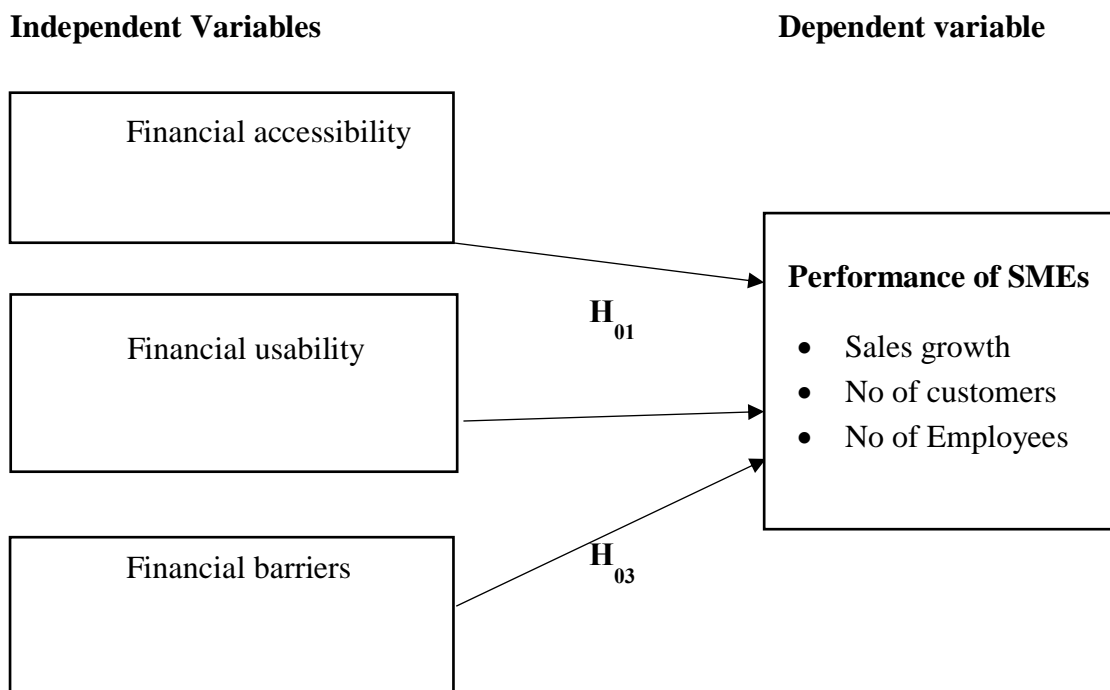 Independent Variables
Dependent variable
Financial accessibility
Financial usability
Financial barriers
H01
H03
Performance of SMEs
• Sales growth
• No of customers
• No of Employees